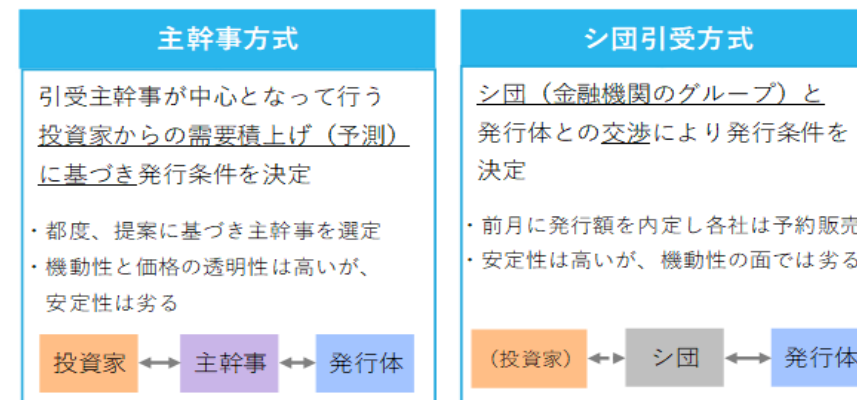 主幹事方式
引受主幹事が中心となって行う
投資家からの需要積上げ（予測）
に基づき発行条件を決定
・都度、提案に基づき主幹事を選定
・機動性と価格の透明性は高いが、
安定性は劣る
投資家 主幹事 発行体
シ団引受方式
シ団（金融機関のグループ）と
発行体との交渉により発行条件を
決定
・前月に発行額を内定し各社は予約販売
・安定性は高いが、機動性の面では劣る
（投資家） シ団 発行体